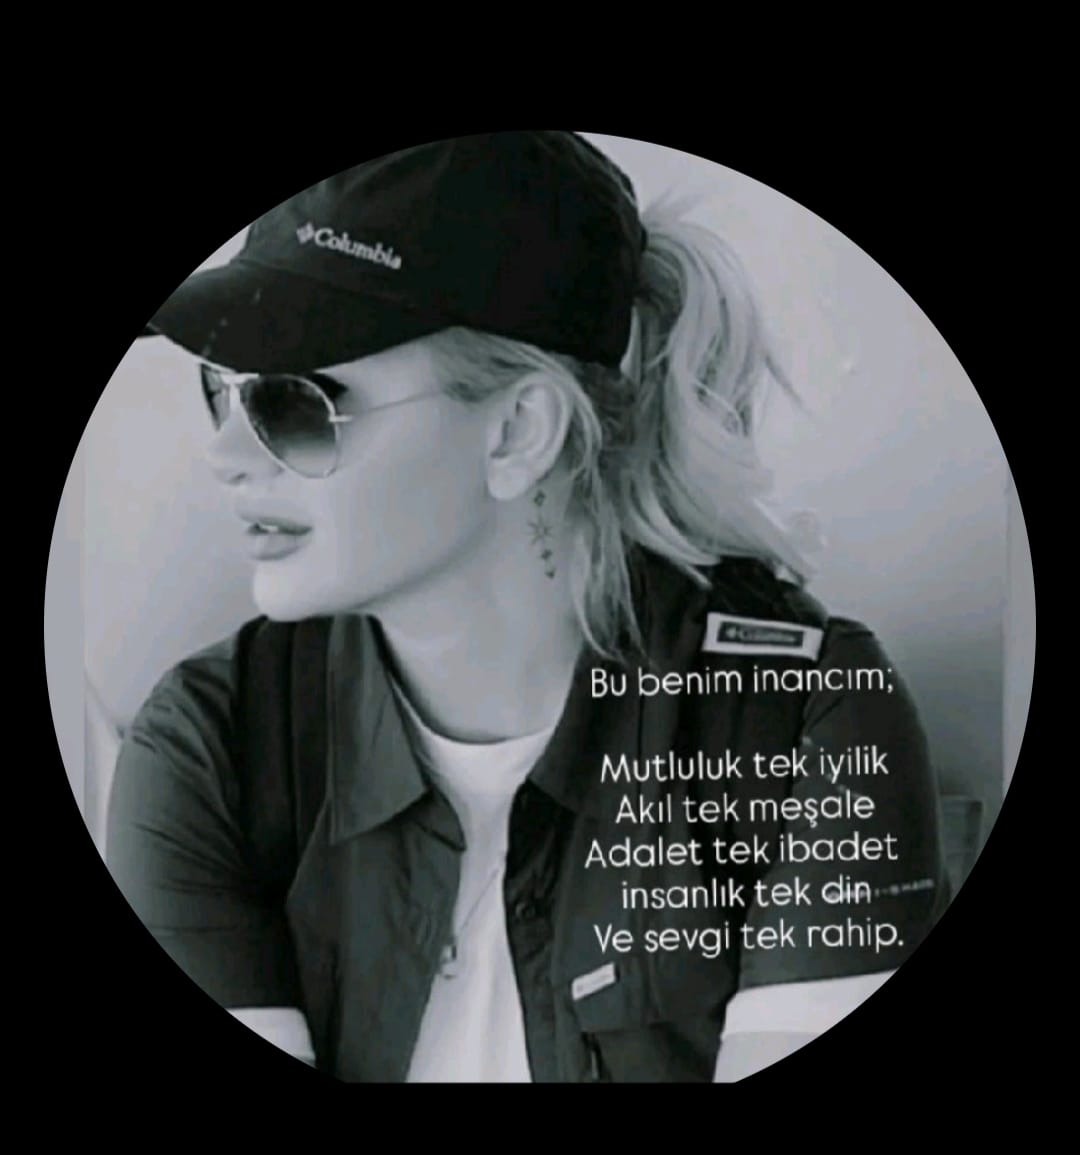 Columbia
Columbia
Bu benim inancım;
Mutluluk tek iyilik
Akıl tek meşale
Adalet tek ibadet
insanlık tek din
Ve sevgi tek rahip.